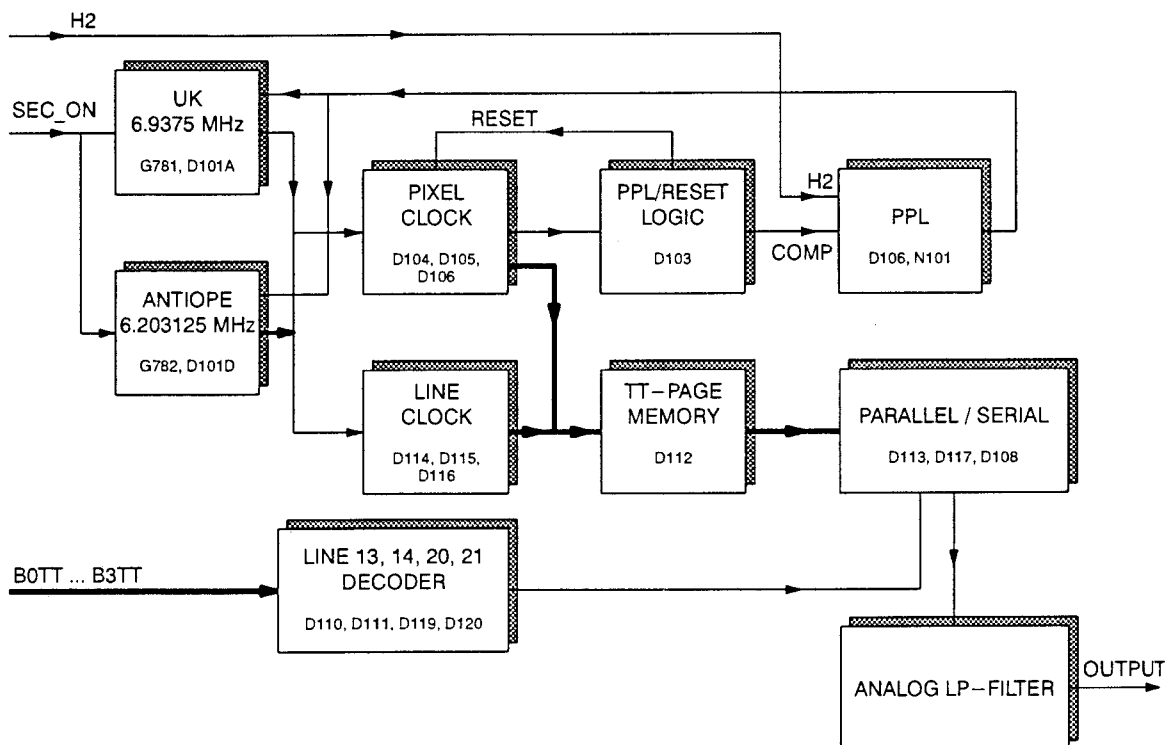 H2
SEC_ON
UK
6.9375 MHz
G781, D101A
ANTIOPE
6.203125 MHz
G782, D101D
RESET
PIXEL
CLOCK
D104, D105,
D106
PPL/RESET
LOGIC
D103
H2
COMP
PPL
D106, N101
LINE
CLOCK
D114, D115,
D116
TT-PAGE
MEMORY
D112
PARALLEL / SERIAL
D113, D117, D108
B0TT ... B3TT
LINE 13, 14, 20, 21
DECODER
D110, D111, D119, D120
ANALOG LP-FILTER
OUTPUT